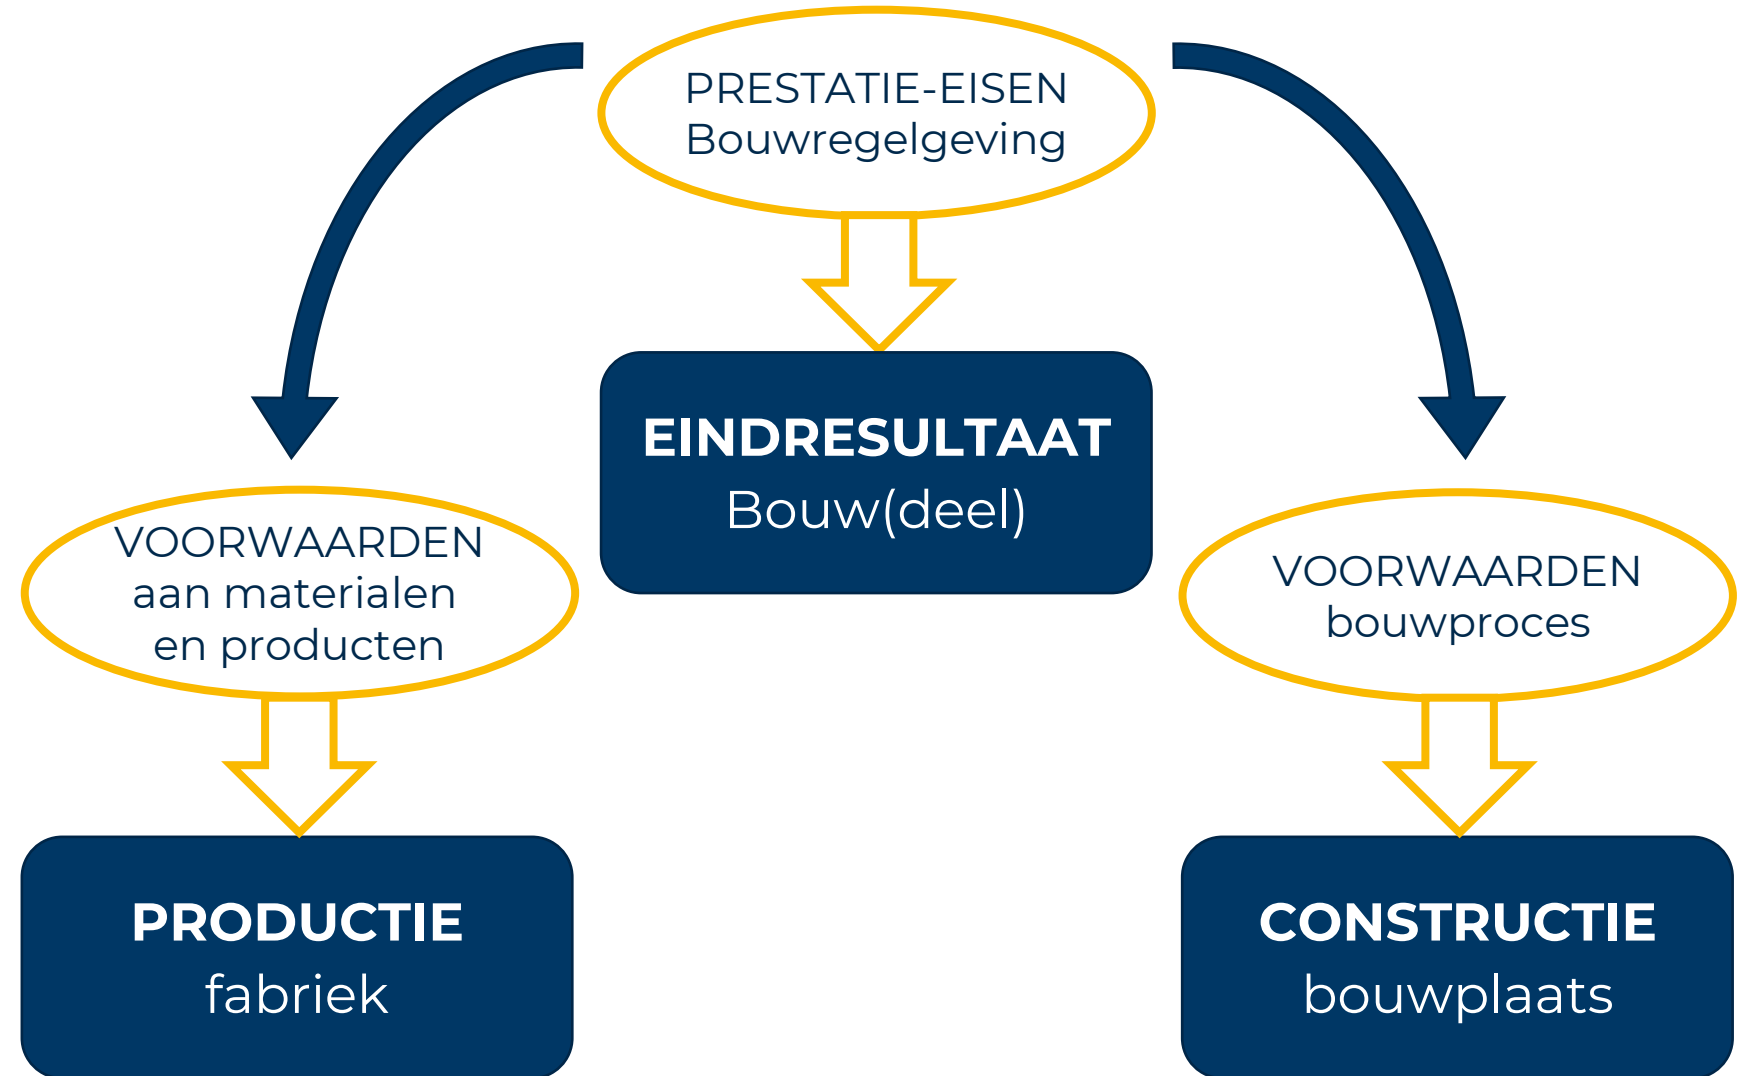 PRESTATIE-EISEN
Bouwregelgeving
EINDRESULTAAT
Bouw(deel)
VOORWAARDEN
aan materialen
en producten
VOORWAARDEN
bouwproces
PRODUCTIE
fabriek
CONSTRUCTIE
bouwplaats